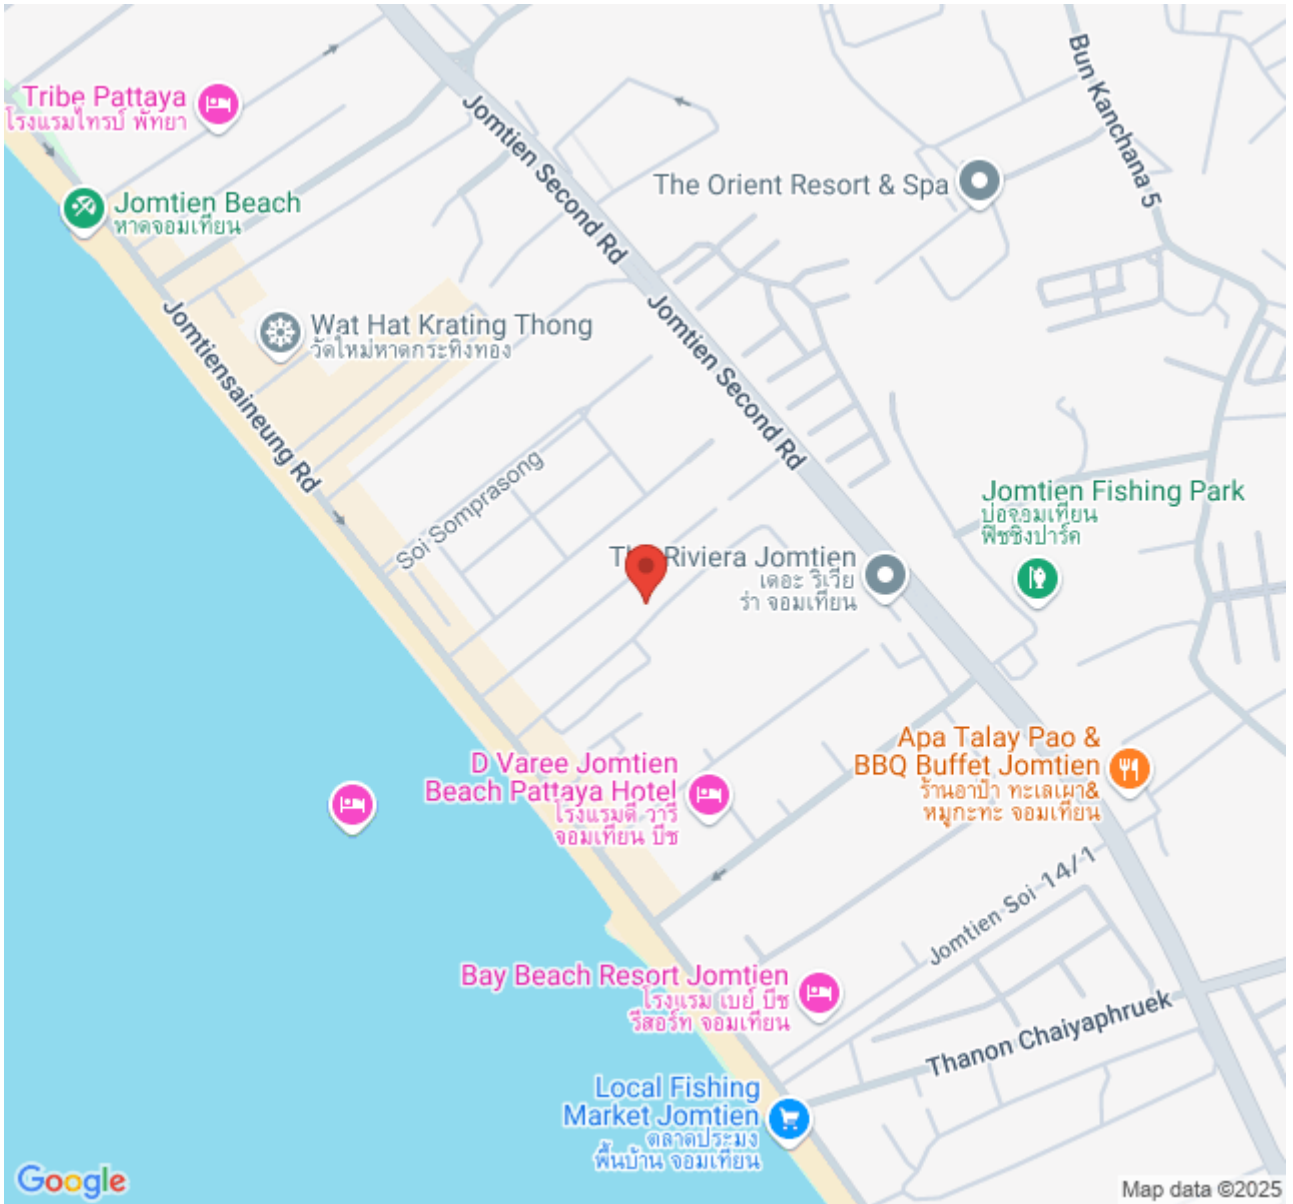 Bun Kanchana 5
Tribe Pattaya
โรงแรมไทรบ์ พัทยา
Jomtien Second Rd
The Orient Resort & Spa
Jomtien Beach
หาดจอมเทียน
Jomtiensaineung Rd
Wat Hat Krating Thong
วัดใหม่หาดกระทิงทอง
Jomtien Second Rd
Soi Somprasong
Jomtien Fishing Park
บ่อจอมเทียน
ฟิชชิ่งปาร์ค
Riviera Jomtien
เดอะ ริเวีย
ร่า จอมเทียน
Apa Talay Pao &
BBQ Buffet Jomtien
ร้านอาป๋า ทะเลเผา&
หมูกะทะ จอมเทียน
D Varee Jomtien
Beach Pattaya Hotel
โรงแรมดี วารี
จอมเทียน บีช
Jomtien Soi 14/1
Bay Beach Resort Jomtien
โรงแรม เบย์ บีช
รีสอร์ท จอมเทียน
Thanon Chaiyaphruek
Local Fishing
Market Jomtien
ตลาดประมง
พื้นบ้าน จอมเทียน
Google
Map data ©2025